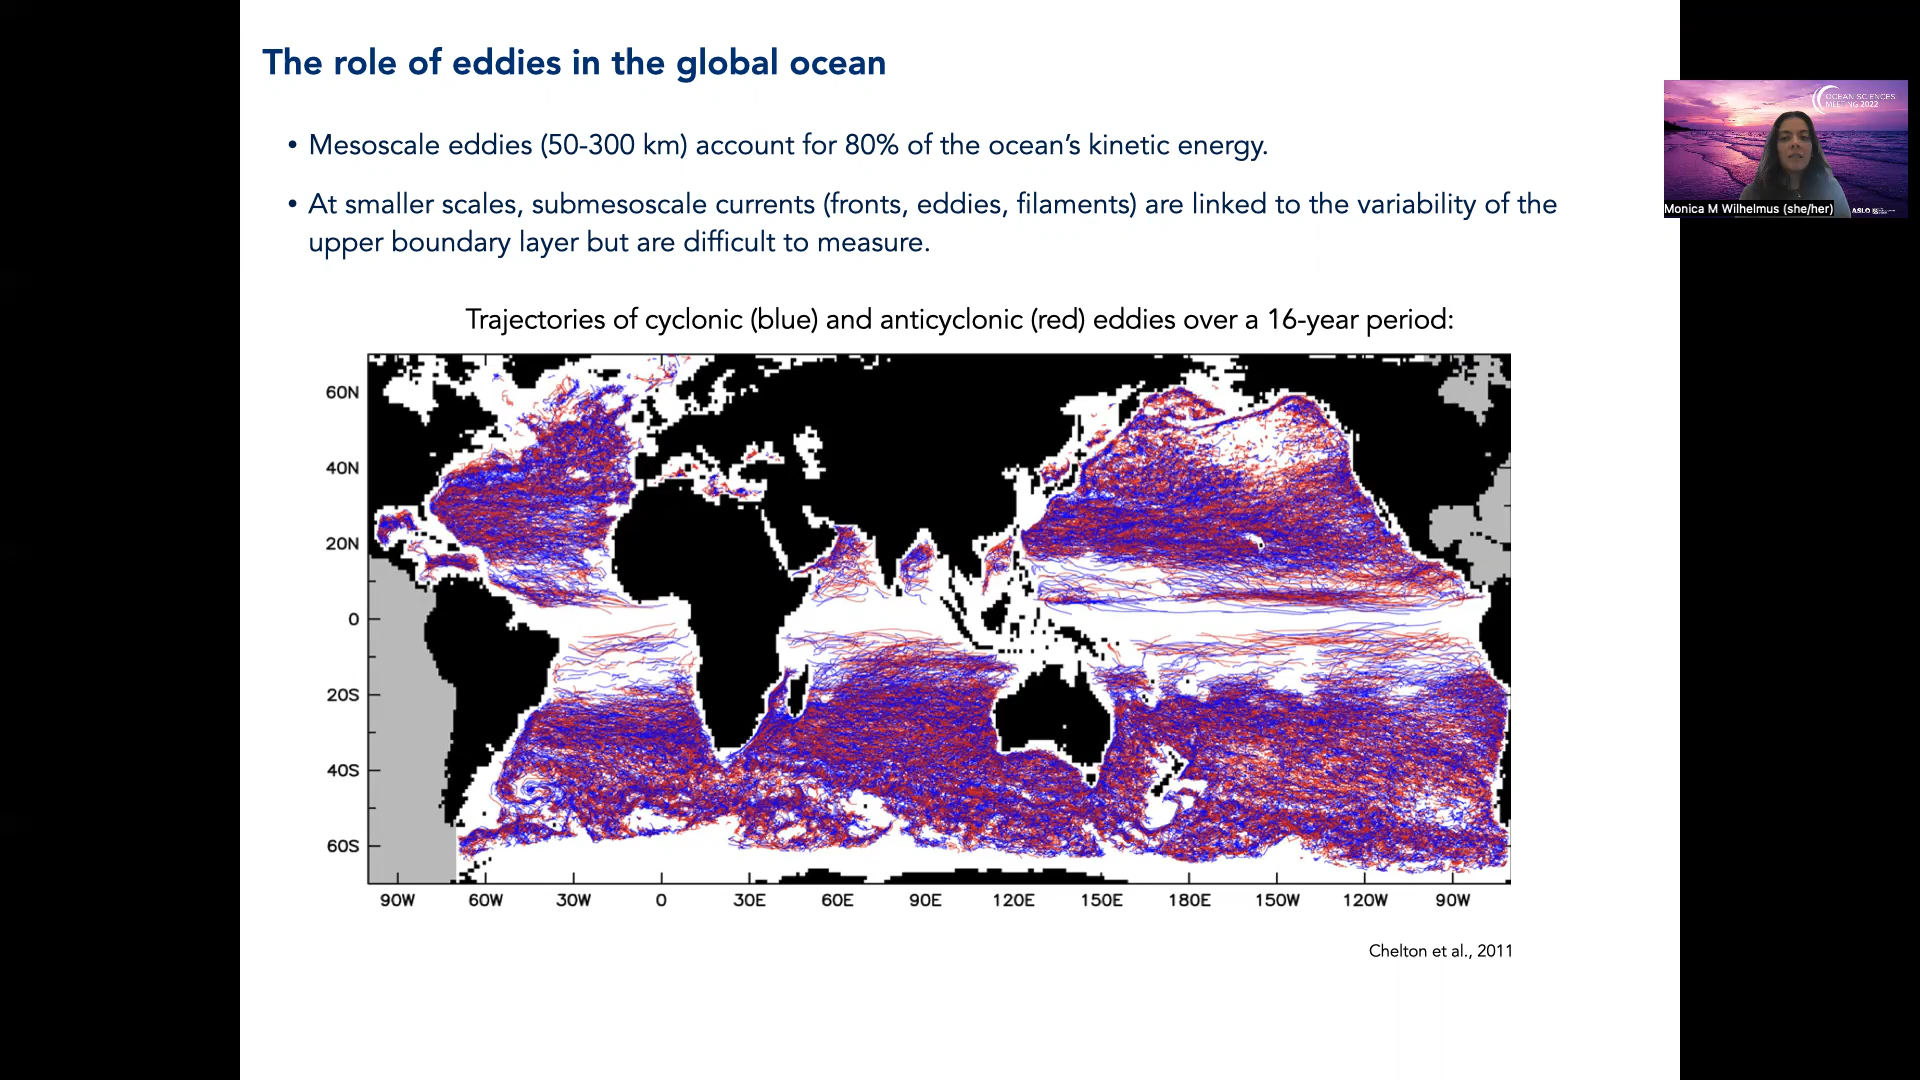 The role of eddies in the global ocean
• Mesoscale eddies (50-300 km) account for 80% of the ocean's kinetic energy.
• At smaller scales, submesoscale currents (fronts, eddies, filaments) are linked to the variability of the
upper boundary layer but are difficult to measure.
OCEAN SCIENCES
MEETING 2022
Monica M Wilhelmus (she/her)
ASLO
Trajectories of cyclonic (blue) and anticyclonic (red) eddies over a 16-year period:
60N
40N
20N
0
20S
40S
60S
90W 60W 30W 0 30E 60E 90E 120E 150E 180E 150W 120W 90W
Chelton et al., 2011